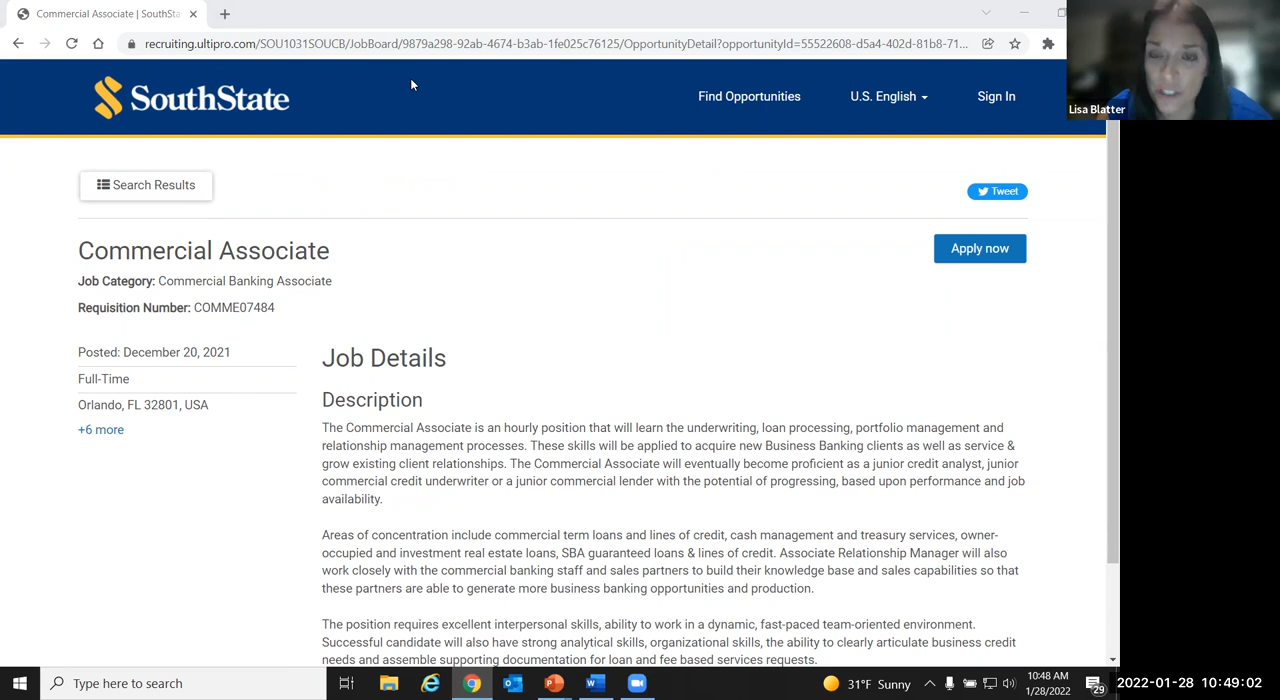 Commercial Associate | SouthSta
recruiting.ultipro.com/SOU1031SOUCB/JobBoard/9879a298-92ab-4674-b3ab-1fe025c76125/OpportunityDetail?opportunityId=55522608-d5a4-402d-81b8-71...
SouthState
Find Opportunities
U.S. English
Sign In
Lisa Blatter
Search Results
Tweet
Commercial Associate
Apply now
Job Category: Commercial Banking Associate
Requisition Number: COMME07484
Posted: December 20, 2021
Full-Time
Orlando, FL 32801, USA
+6 more
Job Details
Description
The Commercial Associate is an hourly position that will learn the underwriting, loan processing, portfolio management and
relationship management processes. These skills will be applied to acquire new Business Banking clients as well as service &
grow existing client relationships. The Commercial Associate will eventually become proficient as a junior credit analyst, junior
commercial credit underwriter or a junior commercial lender with the potential of progressing, based upon performance and job
availability.
Areas of concentration include commercial term loans and lines of credit, cash management and treasury services, owner-
occupied and investment real estate loans, SBA guaranteed loans & lines of credit. Associate Relationship Manager will also
work closely with the commercial banking staff and sales partners to build their knowledge base and sales capabilities so that
these partners are able to generate more business banking opportunities and production.
The position requires excellent interpersonal skills, ability to work in a dynamic, fast-paced team-oriented environment.
Successful candidate will also have strong analytical skills, organizational skills, the ability to clearly articulate business credit
needs and assemble supporting documentation for loan and fee based services requests.
Type here to search
31°F Sunny
10:48 AM
1/28/2022
29
2022-01-28 10:49:02